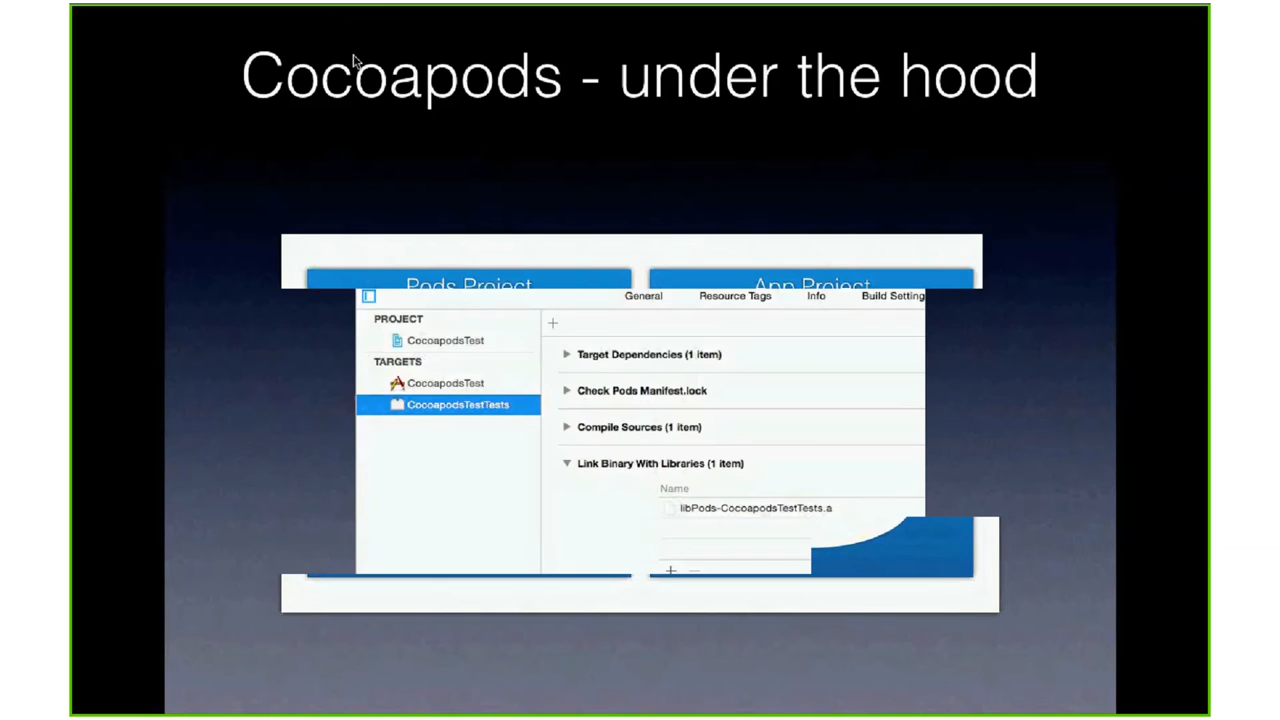 Cocoapods - under the hood
Pods Project
App Project
General Resource Tags Info Build Setting
PROJECT
CocoapodsTest
TARGETS
CocoapodsTest
CocoapodsTestTests
Target Dependencies (1 item)
Check Pods Manifest.lock
Compile Sources (1 item)
Link Binary With Libraries (1 item)
Name
libPods-CocoapodsTestTests.a